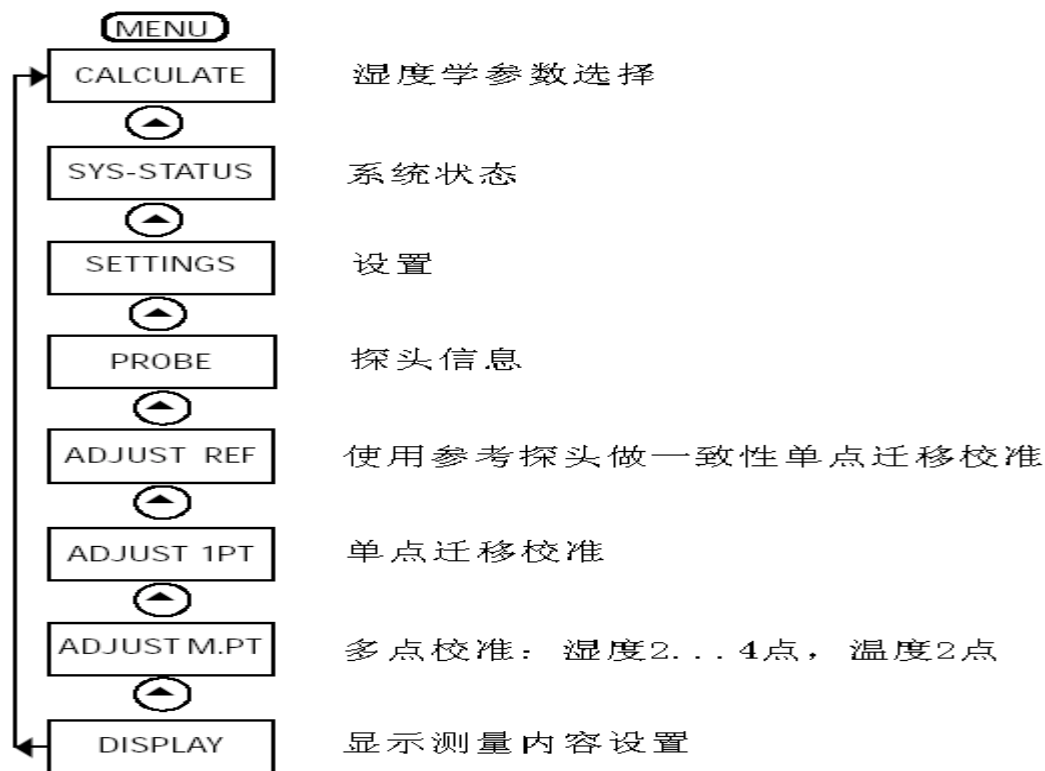 MENU
CALCULATE 湿度学参数选择
SYS-STATUS 系统状态
SETTINGS 设置
PROBE 探头信息
ADJUST REF 使用参考探头做一致性单点迁移校准
ADJUST 1PT 单点迁移校准
ADJUST M.PT 多点校准：湿度2...4点，温度2点
DISPLAY 显示测量内容设置